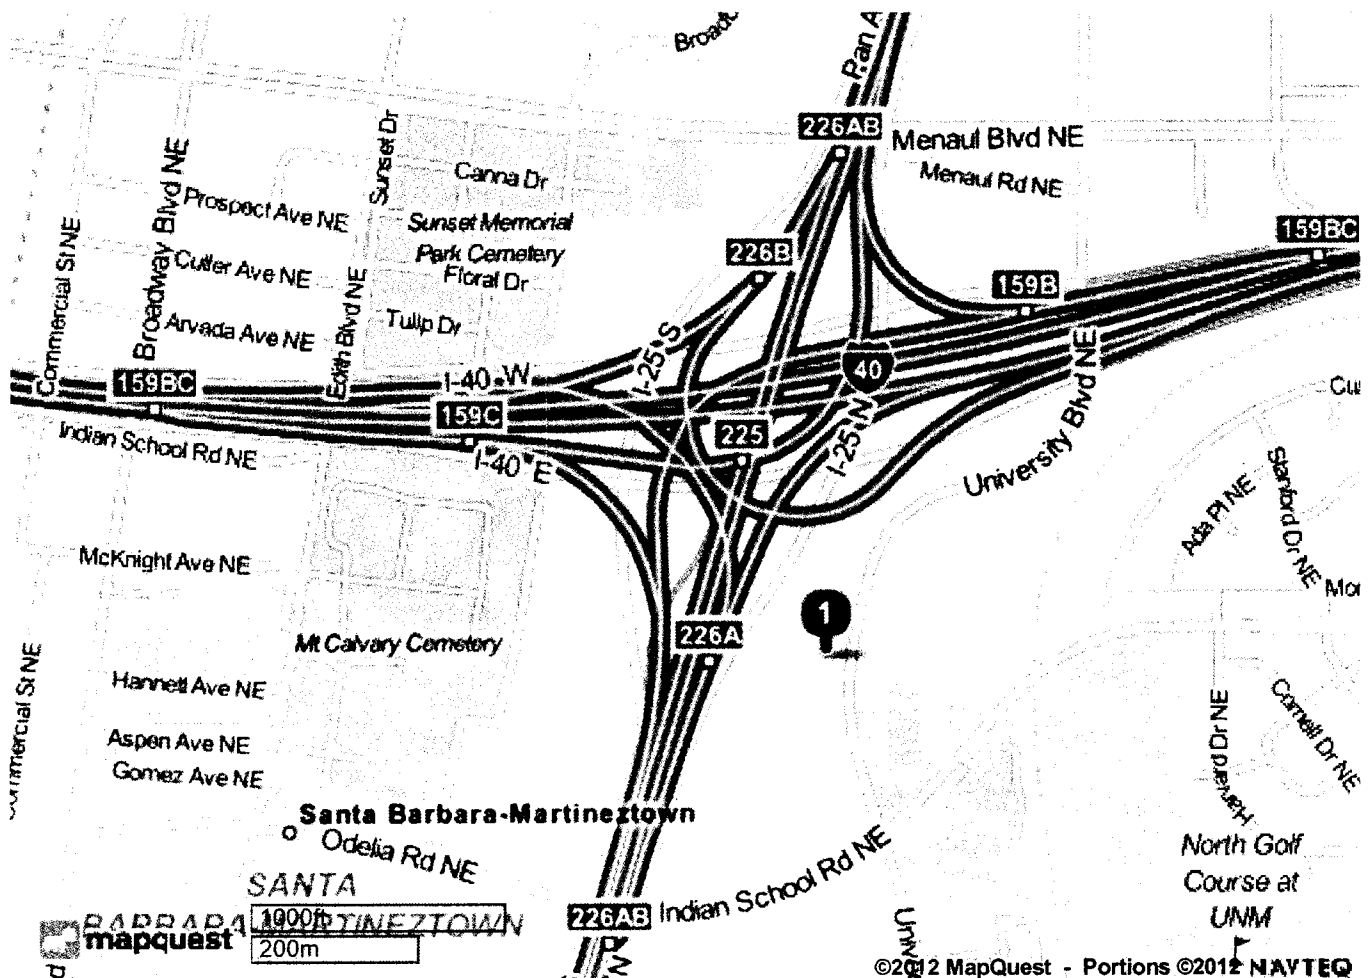 Broadb
Pan A
226AB
Menaul Blvd NE
Menaul Rd NE
Sunset Dr
Canna Dr
Broadway Blvd NE
Prospect Ave NE
Sunset Memorial
Park Cemetery
Commercial St NE
159BC
226B
Cutler Ave NE
Floral Dr
159B
Edith Blvd NE
Arvada Ave NE
Tulip Dr
I-25 S
University Blvd NE
159BC
I-40 W
40
159C
225
I-25 N
Indian School Rd NE
I-40 E
Stanford Dr NE
Ada Pl NE
McKnight Ave NE
1
226A
Mt Calvary Cemetery
Commercial St NE
Hannett Ave NE
Harvard Dr NE
Cornell Dr NE
Aspen Ave NE
Gomez Ave NE
Santa Barbara-Martineztown
Odelia Rd NE
Indian School Rd NE
North Golf
Course at
UNM
SANTA
BARBARA-MARTINEZTOWN
226AB
1000ft
200m
mapquest
©2012 MapQuest - Portions ©2012 NAVTEQ